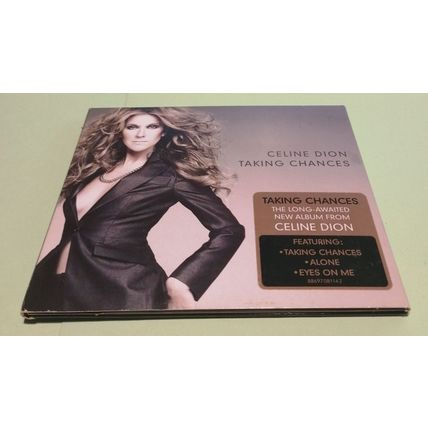 CELINE DION
TAKING CHANCES
TAKING CHANCES
THE LONG-AWAITED
NEW ALBUM FROM
CELINE DION
FEATURING:
•TAKING CHANCES
•ALONE
•EYES ON ME